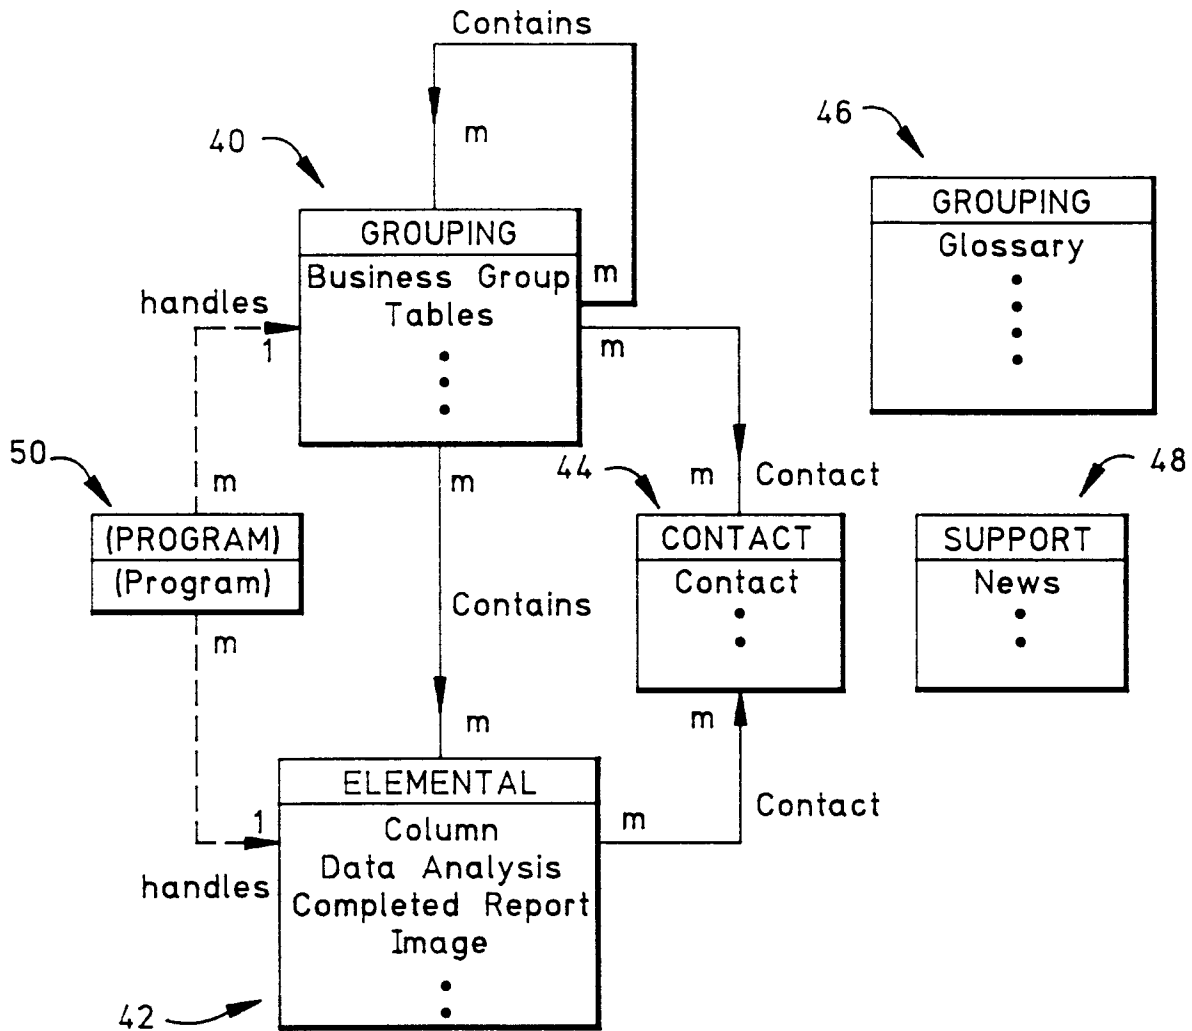 Contains
m
40
46
GROUPING
Business Group
Tables
m
GROUPING
Glossary
handles
1
m
m
Contact
50
m
m
44
48
(PROGRAM)
(Program)
CONTACT
Contact
SUPPORT
News
Contains
m
m
m
ELEMENTAL
Column
Data Analysis
Completed Report
Image
1
handles
m
Contact
42